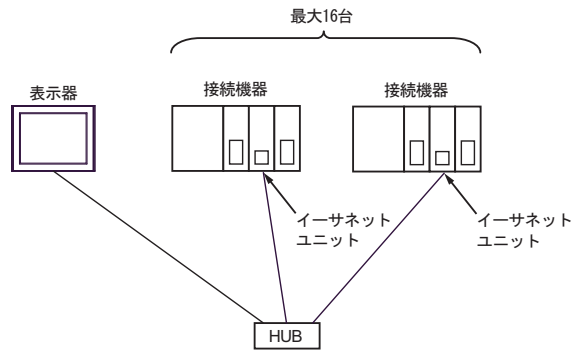 最大16台
表示器
接続機器
接続機器
イーサネット
ユニット
イーサネット
ユニット
HUB